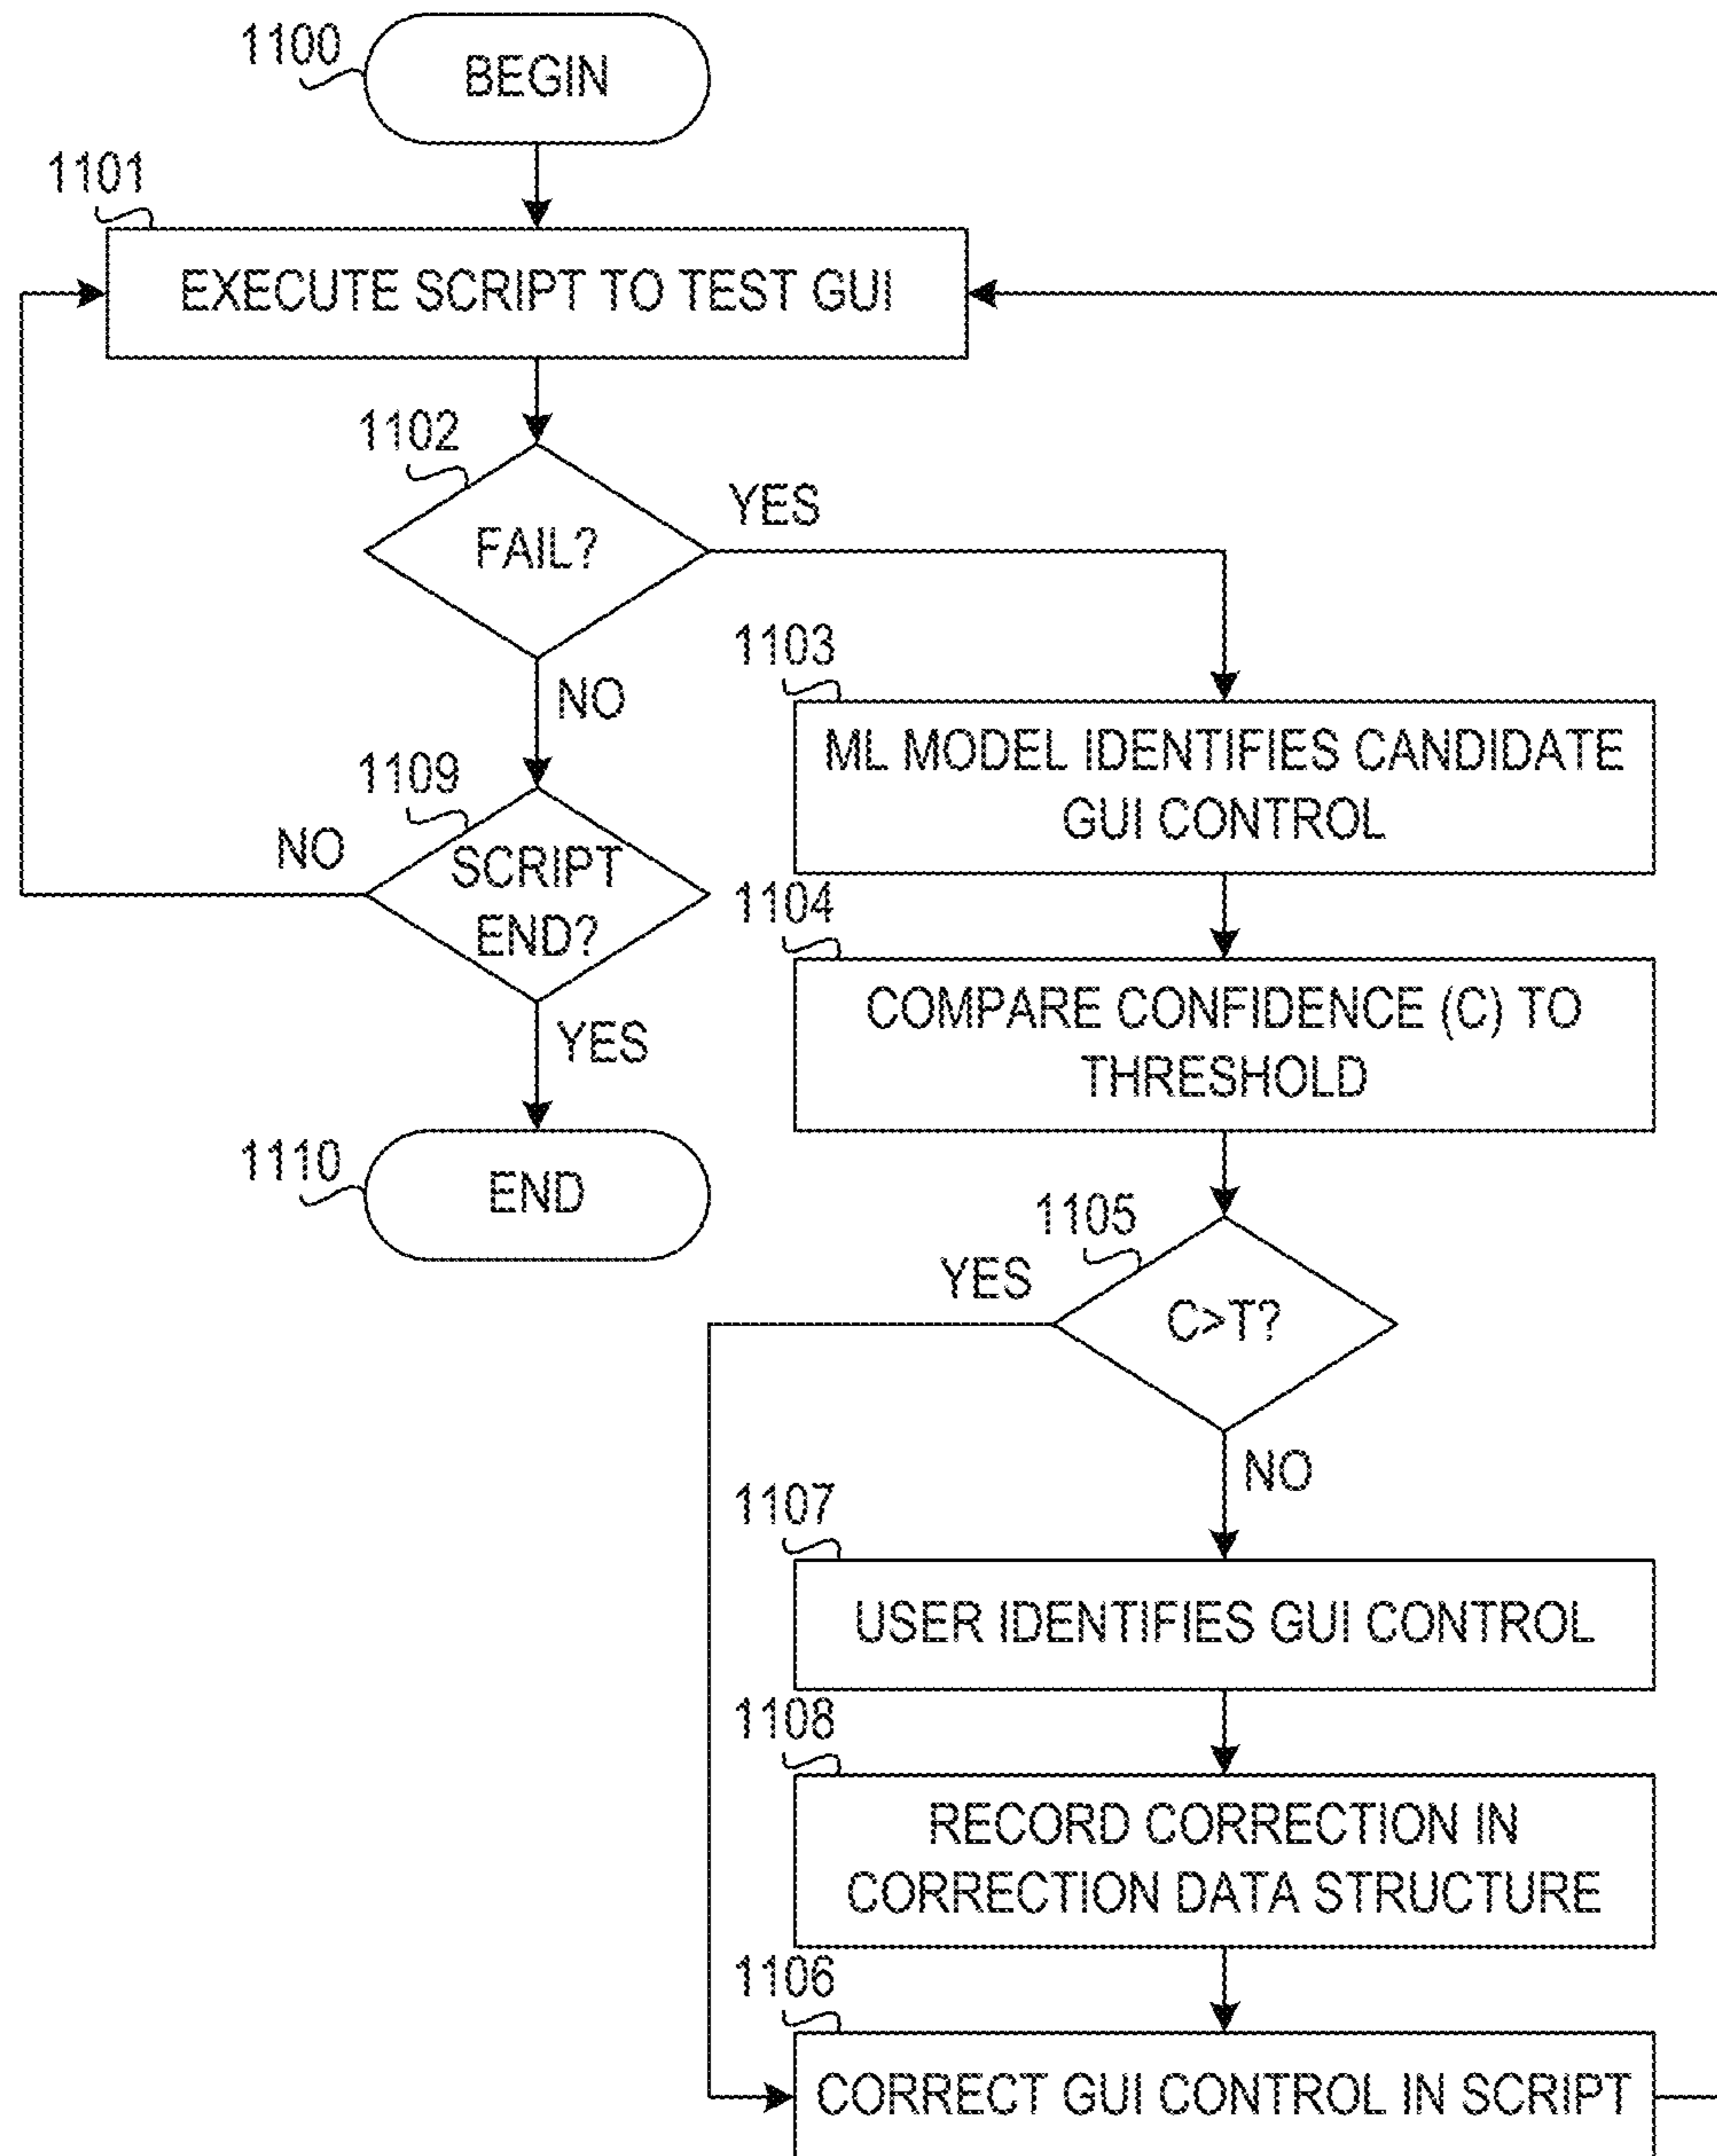 1100
BEGIN
1101
EXECUTE SCRIPT TO TEST GUI
1102
FAIL?
YES
NO
1103
ML MODEL IDENTIFIES CANDIDATE
GUI CONTROL
1109
SCRIPT
END?
NO
YES
1104
COMPARE CONFIDENCE (C) TO
THRESHOLD
1110
END
1105
C>T?
YES
NO
1107
USER IDENTIFIES GUI CONTROL
1108
RECORD CORRECTION IN
CORRECTION DATA STRUCTURE
1106
CORRECT GUI CONTROL IN SCRIPT